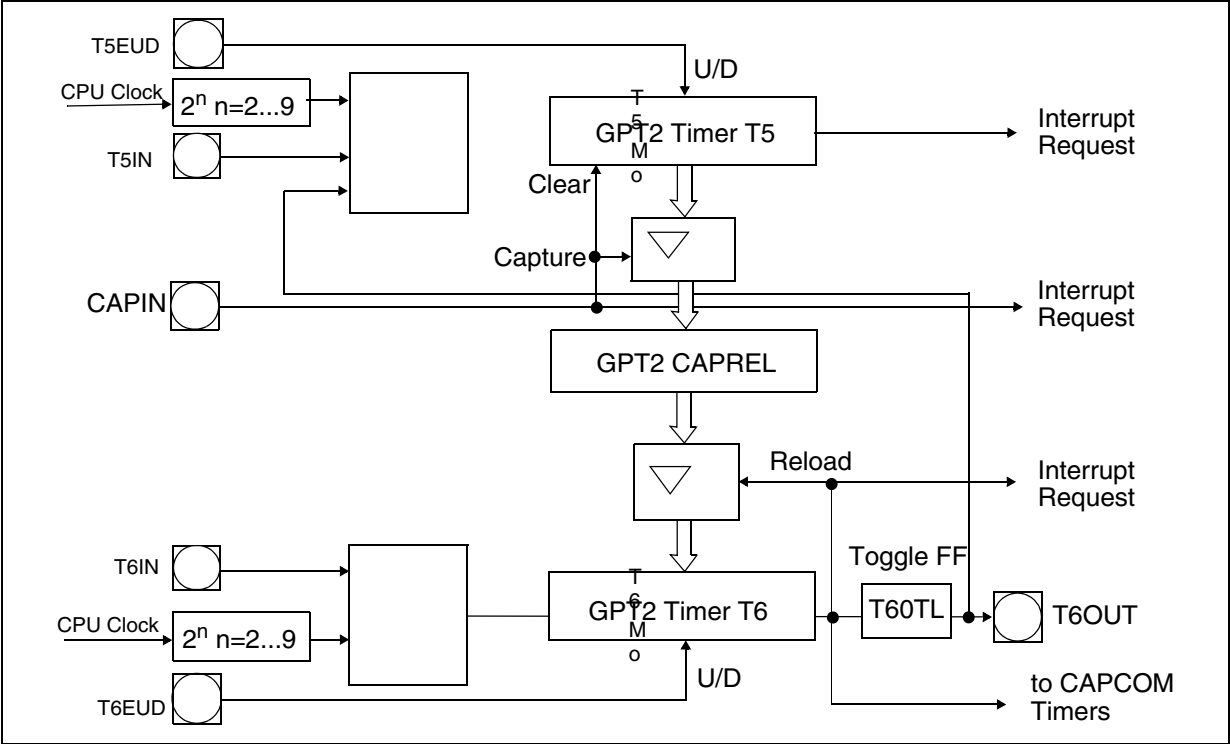 T5EUD
U/D
CPU Clock
2n n=2...9
T5IN
T
5
M
o
GPT2 Timer T5
Interrupt
Request
Clear
Capture
CAPIN
Interrupt
Request
GPT2 CAPREL
Reload
Interrupt
Request
T6IN
Toggle FF
T
6
M
o
GPT2 Timer T6
T60TL
T6OUT
CPU Clock
2n n=2...9
U/D
T6EUD
to CAPCOM
Timers